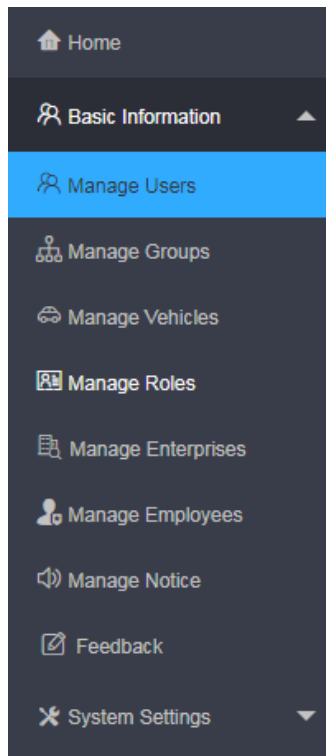 Home
Basic Information
Manage Users
Manage Groups
Manage Vehicles
Manage Roles
Manage Enterprises
Manage Employees
Manage Notice
Feedback
System Settings